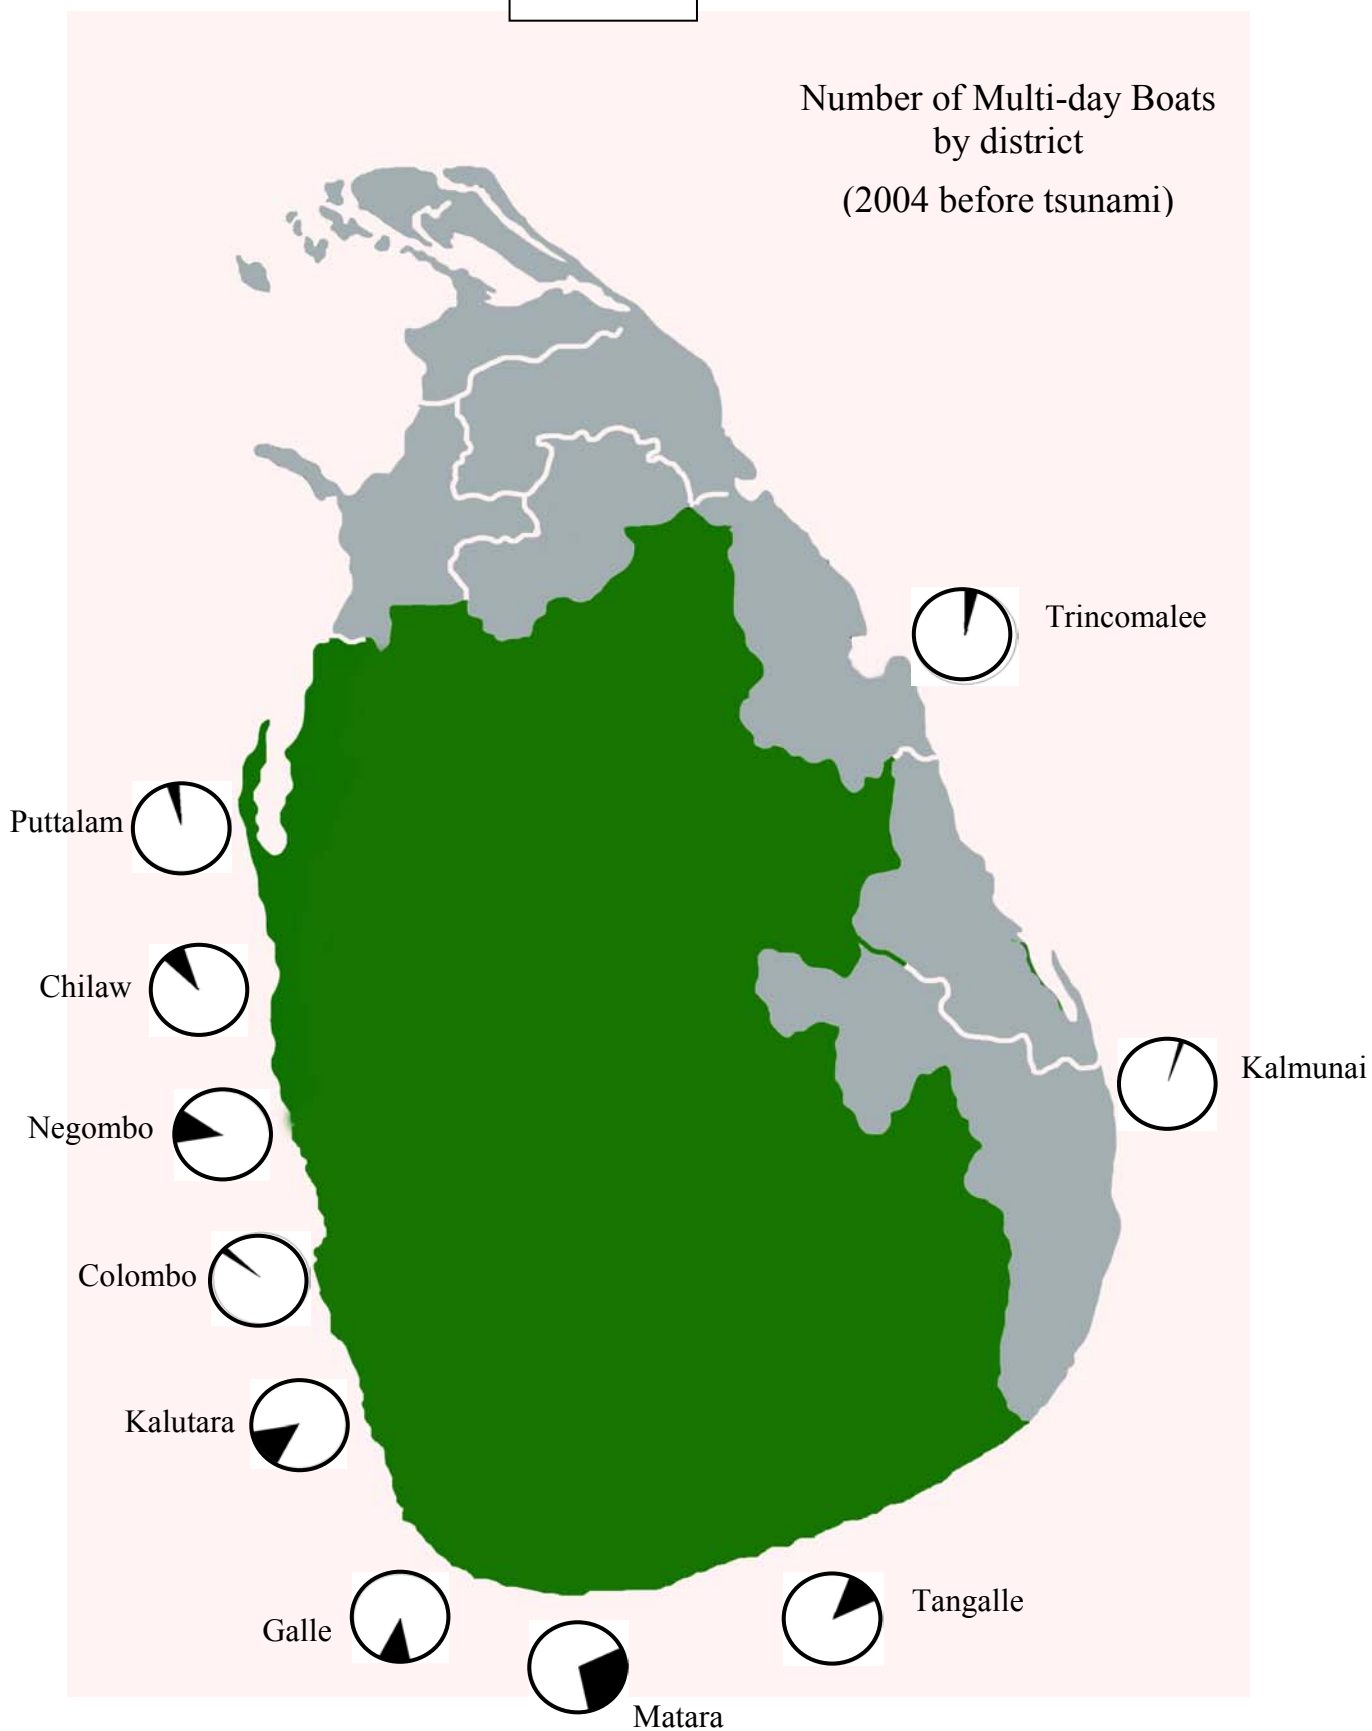 Number of Multi-day Boats
by district
(2004 before tsunami)
Trincomalee
Puttalam
Chilaw
Kalmunai
Negombo
Colombo
Kalutara
Tangalle
Galle
Matara